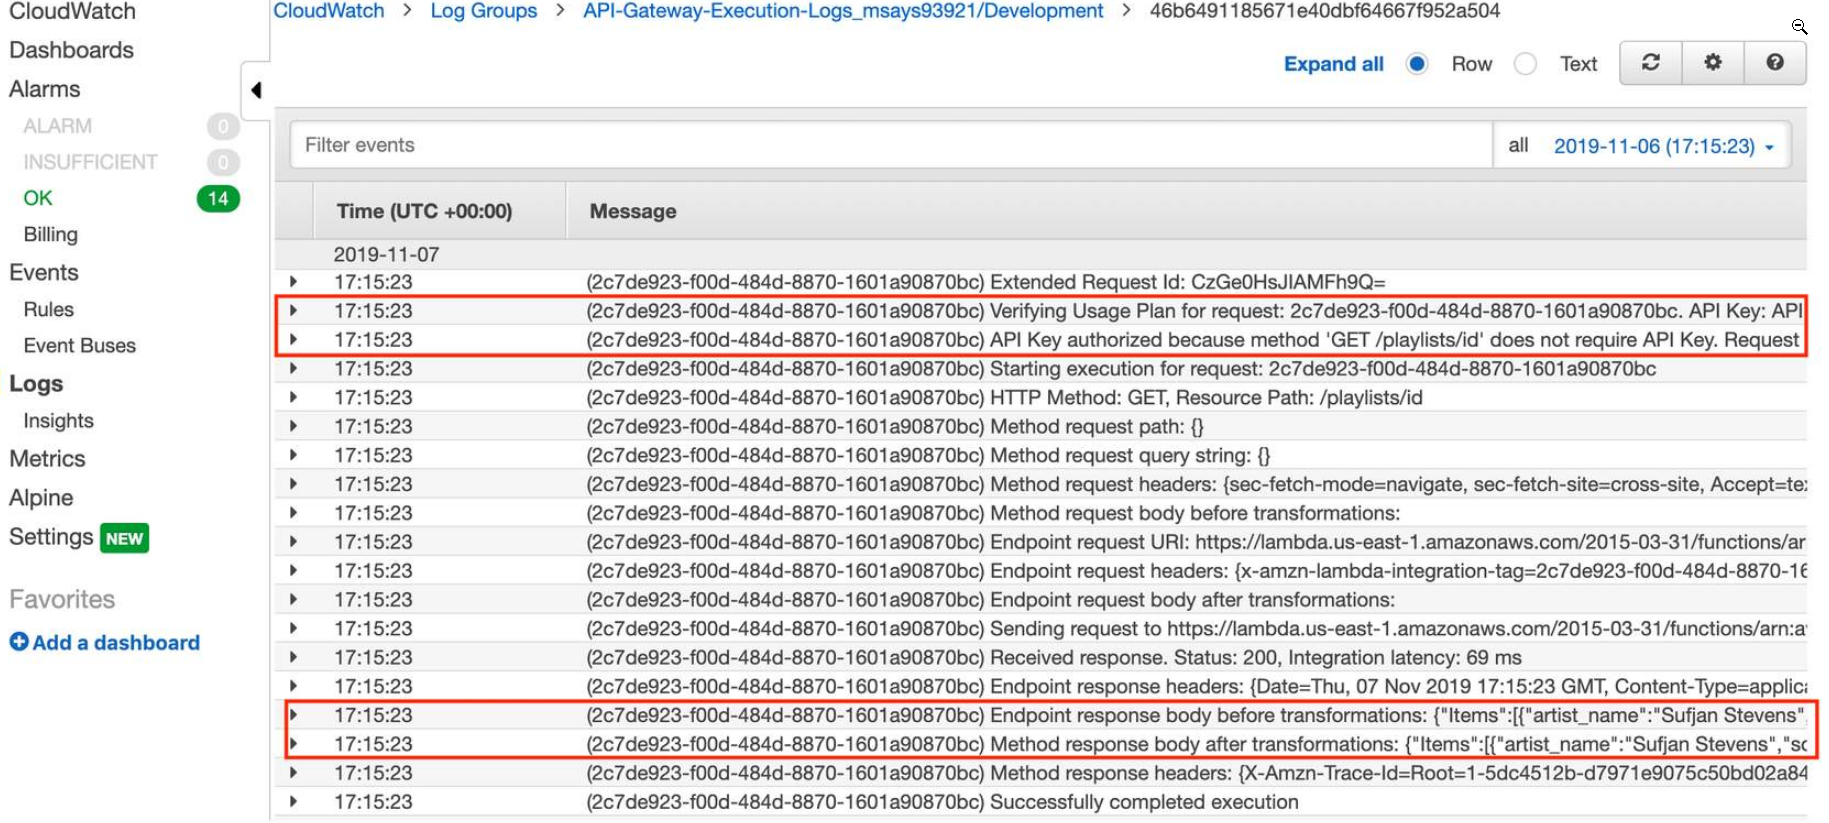 CloudWatch
Dashboards
Alarms
ALARM 0
INSUFFICIENT 0
OK 14
Billing
Events
Rules
Event Buses
Logs
Insights
Metrics
Alpine
Settings NEW
Favorites
Add a dashboard
CloudWatch > Log Groups > API-Gateway-Execution-Logs_msays93921/Development > 46b6491185671e40dbf64667f952a504
Expand all Row Text
Filter events all 2019-11-06 (17:15:23)
Time (UTC +00:00) Message
2019-11-07
17:15:23 (2c7de923-f00d-484d-8870-1601a90870bc) Extended Request Id: CzGe0HsJIAMFh9Q=
17:15:23 (2c7de923-f00d-484d-8870-1601a90870bc) Verifying Usage Plan for request: 2c7de923-f00d-484d-8870-1601a90870bc. API Key: API
17:15:23 (2c7de923-f00d-484d-8870-1601a90870bc) API Key authorized because method 'GET /playlists/id' does not require API Key. Request
17:15:23 (2c7de923-f00d-484d-8870-1601a90870bc) Starting execution for request: 2c7de923-f00d-484d-8870-1601a90870bc
17:15:23 (2c7de923-f00d-484d-8870-1601a90870bc) HTTP Method: GET, Resource Path: /playlists/id
17:15:23 (2c7de923-f00d-484d-8870-1601a90870bc) Method request path: {}
17:15:23 (2c7de923-f00d-484d-8870-1601a90870bc) Method request query string: {}
17:15:23 (2c7de923-f00d-484d-8870-1601a90870bc) Method request headers: {sec-fetch-mode=navigate, sec-fetch-site=cross-site, Accept=te
17:15:23 (2c7de923-f00d-484d-8870-1601a90870bc) Method request body before transformations:
17:15:23 (2c7de923-f00d-484d-8870-1601a90870bc) Endpoint request URI: https://lambda.us-east-1.amazonaws.com/2015-03-31/functions/ar
17:15:23 (2c7de923-f00d-484d-8870-1601a90870bc) Endpoint request headers: {x-amzn-lambda-integration-tag=2c7de923-f00d-484d-8870-16
17:15:23 (2c7de923-f00d-484d-8870-1601a90870bc) Endpoint request body after transformations:
17:15:23 (2c7de923-f00d-484d-8870-1601a90870bc) Sending request to https://lambda.us-east-1.amazonaws.com/2015-03-31/functions/arn:a
17:15:23 (2c7de923-f00d-484d-8870-1601a90870bc) Received response. Status: 200, Integration latency: 69 ms
17:15:23 (2c7de923-f00d-484d-8870-1601a90870bc) Endpoint response headers: {Date=Thu, 07 Nov 2019 17:15:23 GMT, Content-Type=applica
17:15:23 (2c7de923-f00d-484d-8870-1601a90870bc) Endpoint response body before transformations: {"Items":[{"artist_name":"Sufjan Stevens",
17:15:23 (2c7de923-f00d-484d-8870-1601a90870bc) Method response body after transformations: {"Items":[{"artist_name":"Sufjan Stevens","so
17:15:23 (2c7de923-f00d-484d-8870-1601a90870bc) Method response headers: {X-Amzn-Trace-Id=Root=1-5dc4512b-d7971e9075c50bd02a84
17:15:23 (2c7de923-f00d-484d-8870-1601a90870bc) Successfully completed execution